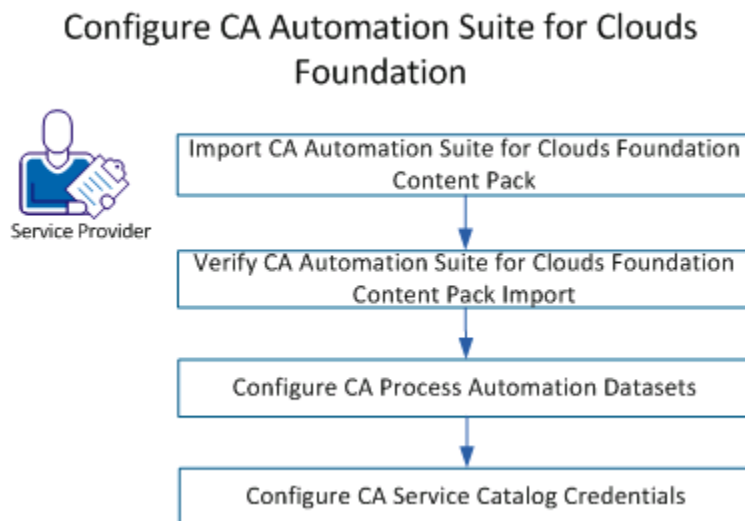 Configure CA Automation Suite for Clouds
Foundation
Service Provider
Import CA Automation Suite for Clouds Foundation
Content Pack
Verify CA Automation Suite for Clouds Foundation
Content Pack Import
Configure CA Process Automation Datasets
Configure CA Service Catalog Credentials